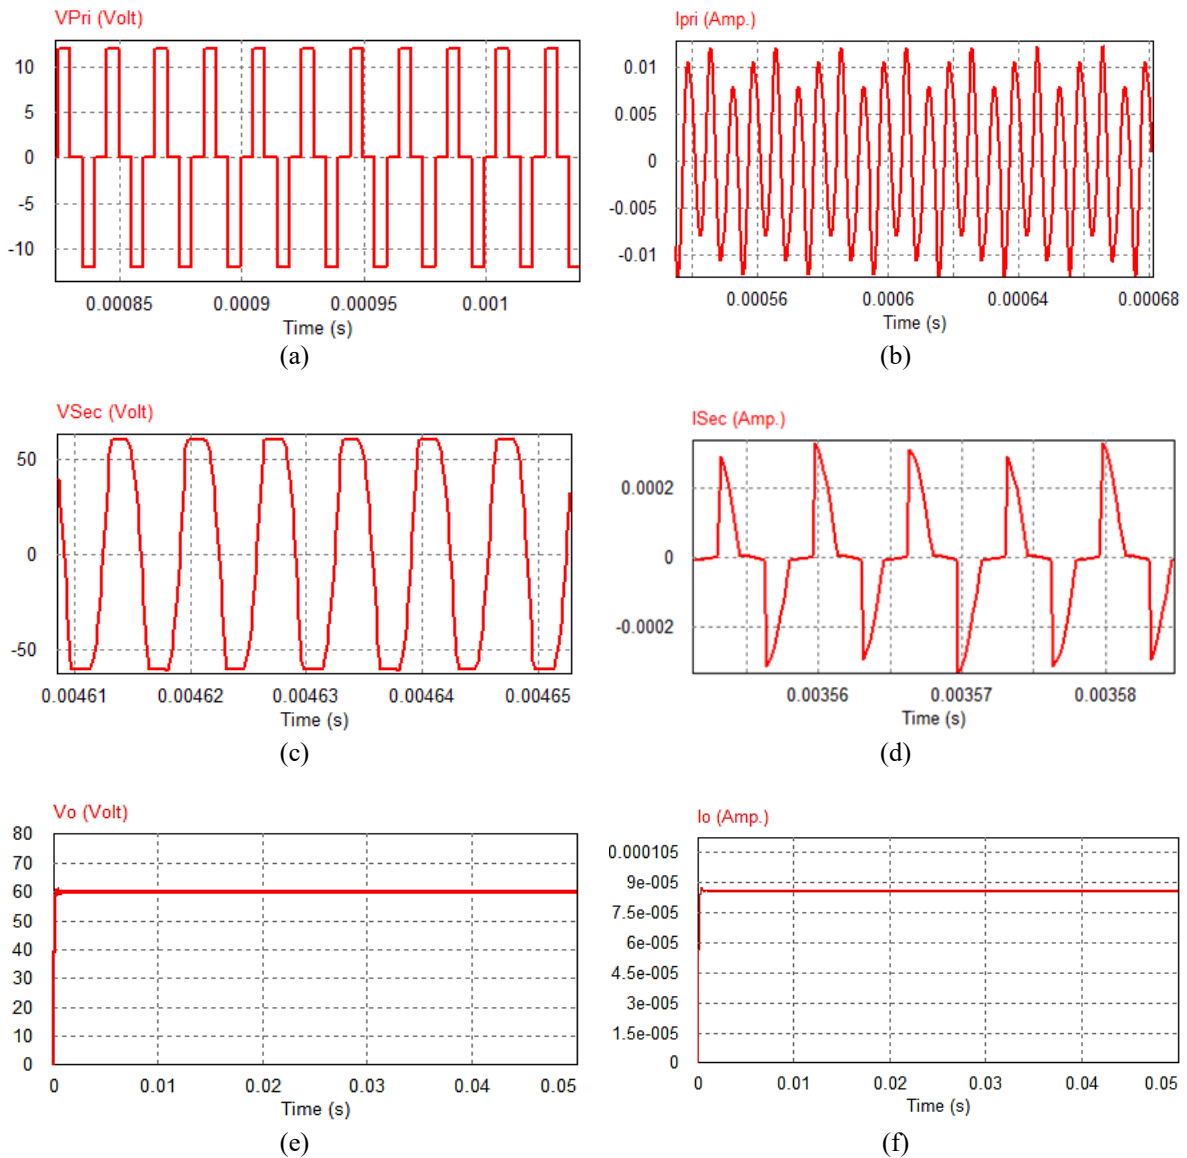 VPri (Volt)
10
5
0
-5
-10
0.00085 0.0009 0.00095 0.001
Time (s)
(a)
Ipri (Amp.)
0.01
0.005
0
-0.005
-0.01
0.00056 0.0006 0.00064 0.00068
Time (s)
(b)
VSec (Volt)
50
0
-50
0.00461 0.00462 0.00463 0.00464 0.00465
Time (s)
(c)
ISec (Amp.)
0.0002
0
-0.0002
0.00356 0.00357 0.00358
Time (s)
(d)
Vo (Volt)
80
70
60
50
40
30
20
10
0
0 0.01 0.02 0.03 0.04 0.05
Time (s)
(e)
Io (Amp.)
0.000105
9e-005
7.5e-005
6e-005
4.5e-005
3e-005
1.5e-005
0
0 0.01 0.02 0.03 0.04 0.05
Time (s)
(f)